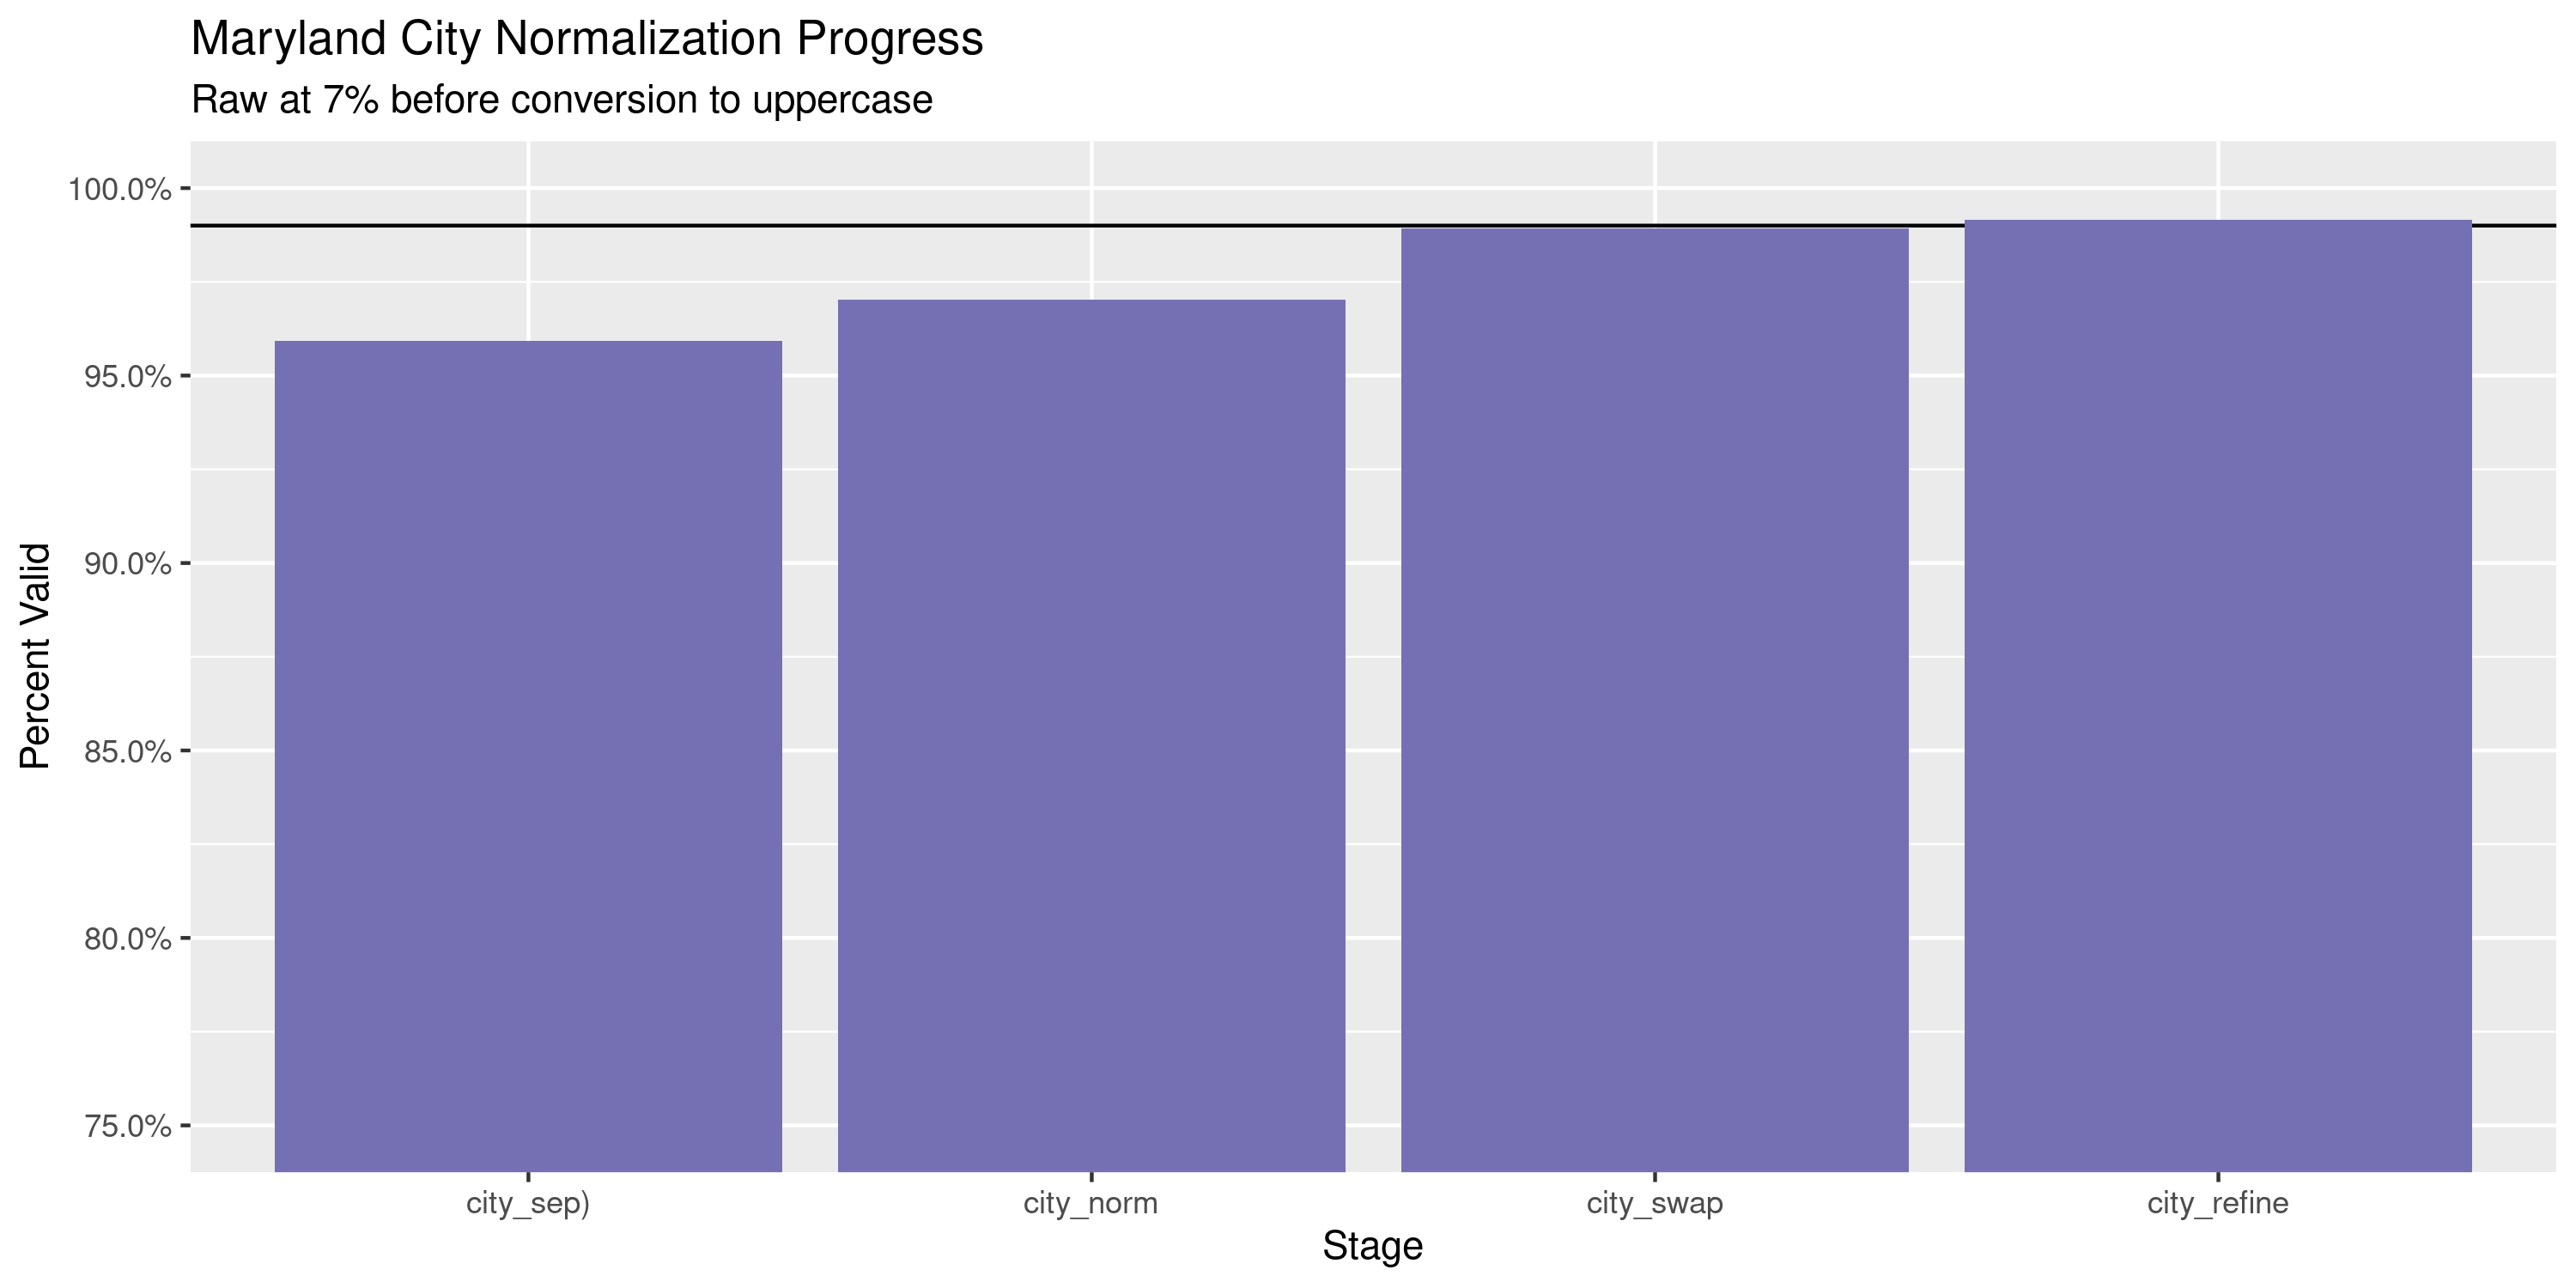 Maryland City Normalization Progress
Raw at 7% before conversion to uppercase
100.0%
95.0%
90.0%
85.0%
80.0%
75.0%
Percent Valid
city_sep)
city_norm
city_swap
city_refine
Stage